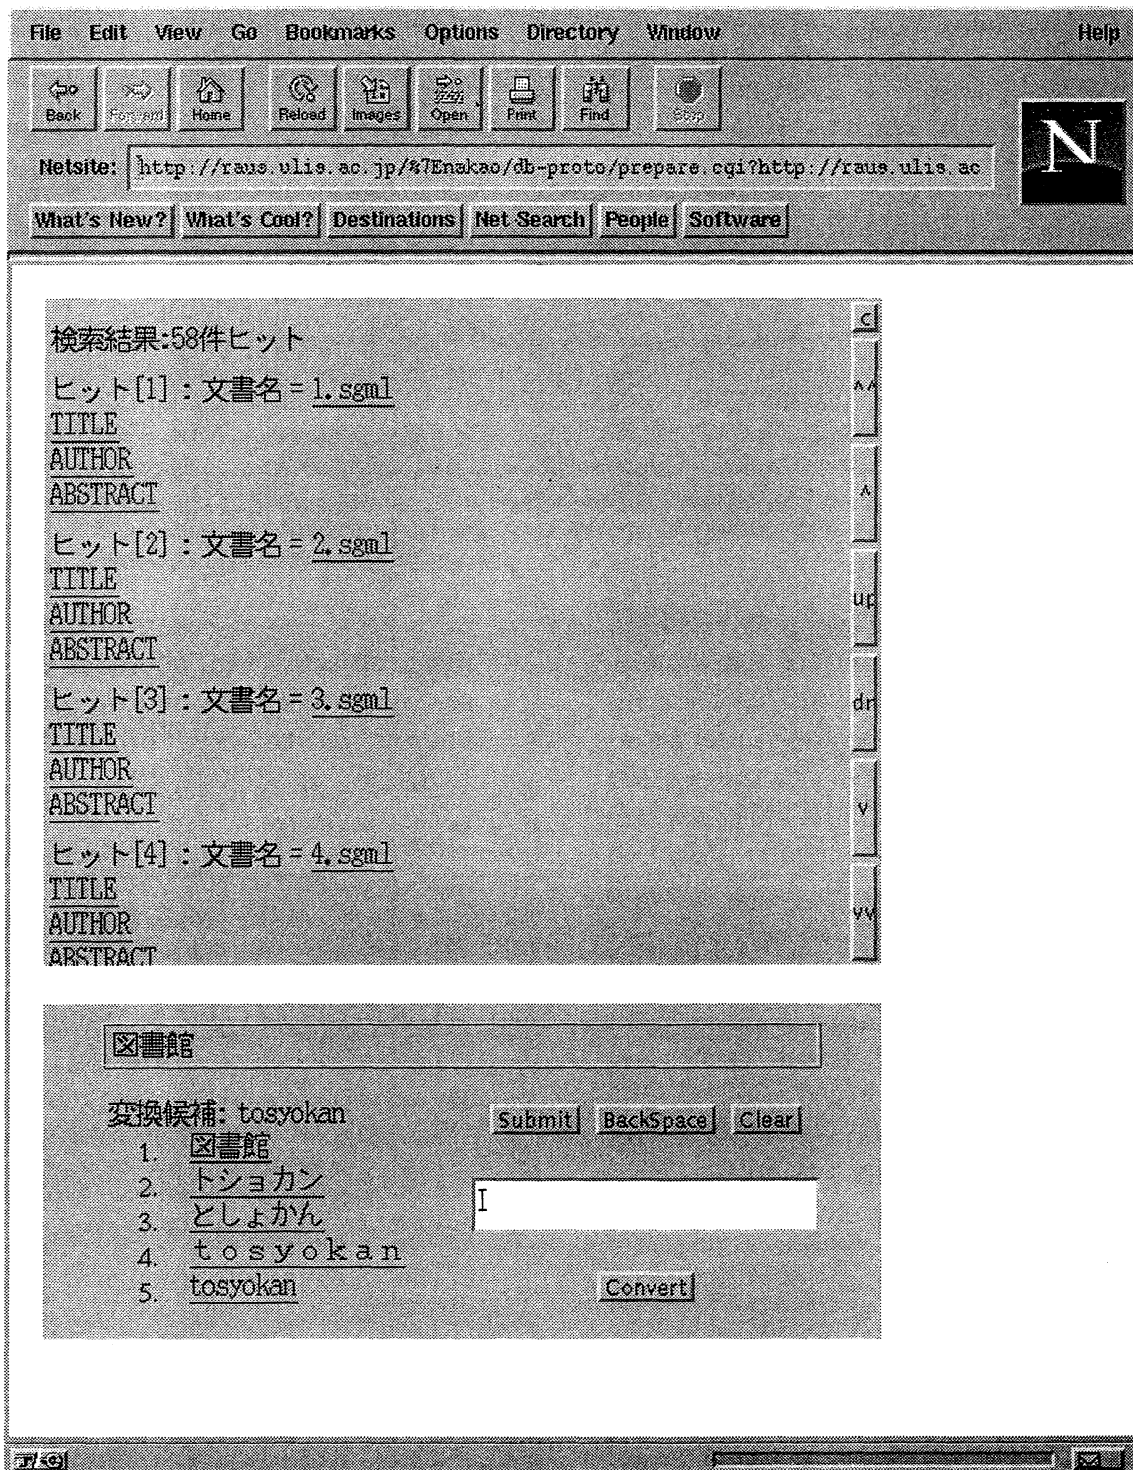 File Edit View Go Bookmarks Options Directory Window Help
Back Forward Home Reload Images Open Print Find Stop
Netsite: http://raus.ulis.ac.jp/%7Enakao/db-proto/prepare.cgi?http://raus.ulis.ac
N
What's New? What's Cool? Destinations Net Search People Software
検索結果:58件ヒット
c
ヒット[1] : 文書名 = 1.sgml
^^
TITLE
AUTHOR
ABSTRACT
^
ヒット[2] : 文書名 = 2.sgml
TITLE
up
AUTHOR
ABSTRACT
ヒット[3] : 文書名 = 3.sgml
dr
TITLE
AUTHOR
ABSTRACT
v
ヒット[4] : 文書名 = 4.sgml
TITLE
AUTHOR
vv
ABSTRACT
図書館
変換候補: tosyokan
Submit BackSpace Clear
1. 図書館
2. トショカン
3. としょかん
4. ｔｏｓｙｏｋａｎ
5. tosyokan
Convert